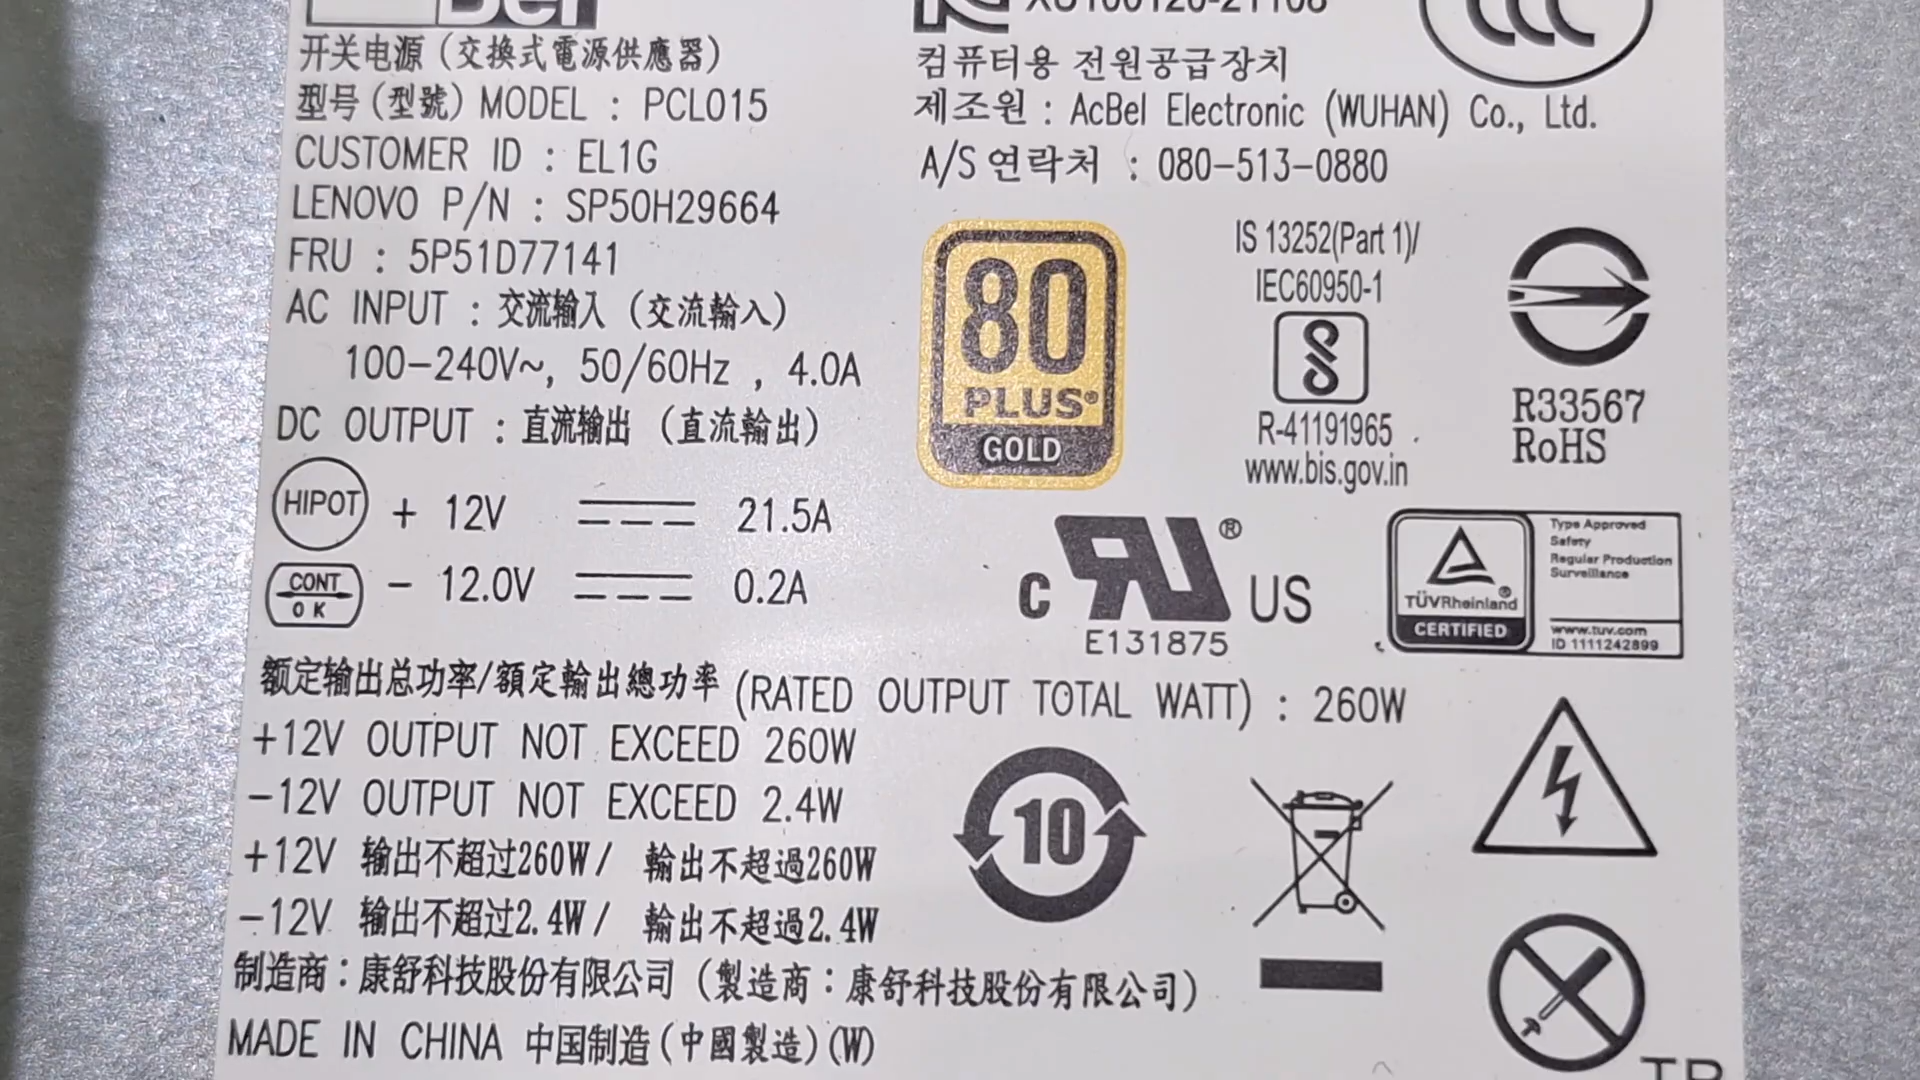 开关电源 (交換式電源供應器)
型号 (型號) MODEL : PCL015
CUSTOMER ID : EL1G
LENOVO P/N : SP50H29664
FRU : 5P51D77141
AC INPUT : 交流输入 (交流輸入)
100-240V~, 50/60Hz , 4.0A
DC OUTPUT : 直流输出 (直流輸出)
HIPOT + 12V 21.5A
CONT OK - 12.0V 0.2A
컴퓨터용 전원공급장치
제조원 : AcBel Electronic (WUHAN) Co., Ltd.
A/S 연락처 : 080-513-0880
80
PLUS®
GOLD
IS 13252(Part 1)/
IEC60950-1
R-41191965
www.bis.gov.in
R33567
RoHS
C US ®
E131875
TÜVRheinland ®
CERTIFIED
Type Approved
Safety
Regular Production
Surveillance
www.tuv.com
ID 1111242899
额定输出总功率/額定輸出總功率 (RATED OUTPUT TOTAL WATT) : 260W
+12V OUTPUT NOT EXCEED 260W
-12V OUTPUT NOT EXCEED 2.4W
+12V 输出不超过260W/ 輸出不超過260W
-12V 输出不超过2.4W/ 輸出不超過2.4W
10
制造商:康舒科技股份有限公司 (製造商:康舒科技股份有限公司)
MADE IN CHINA 中国制造(中國製造)(W)